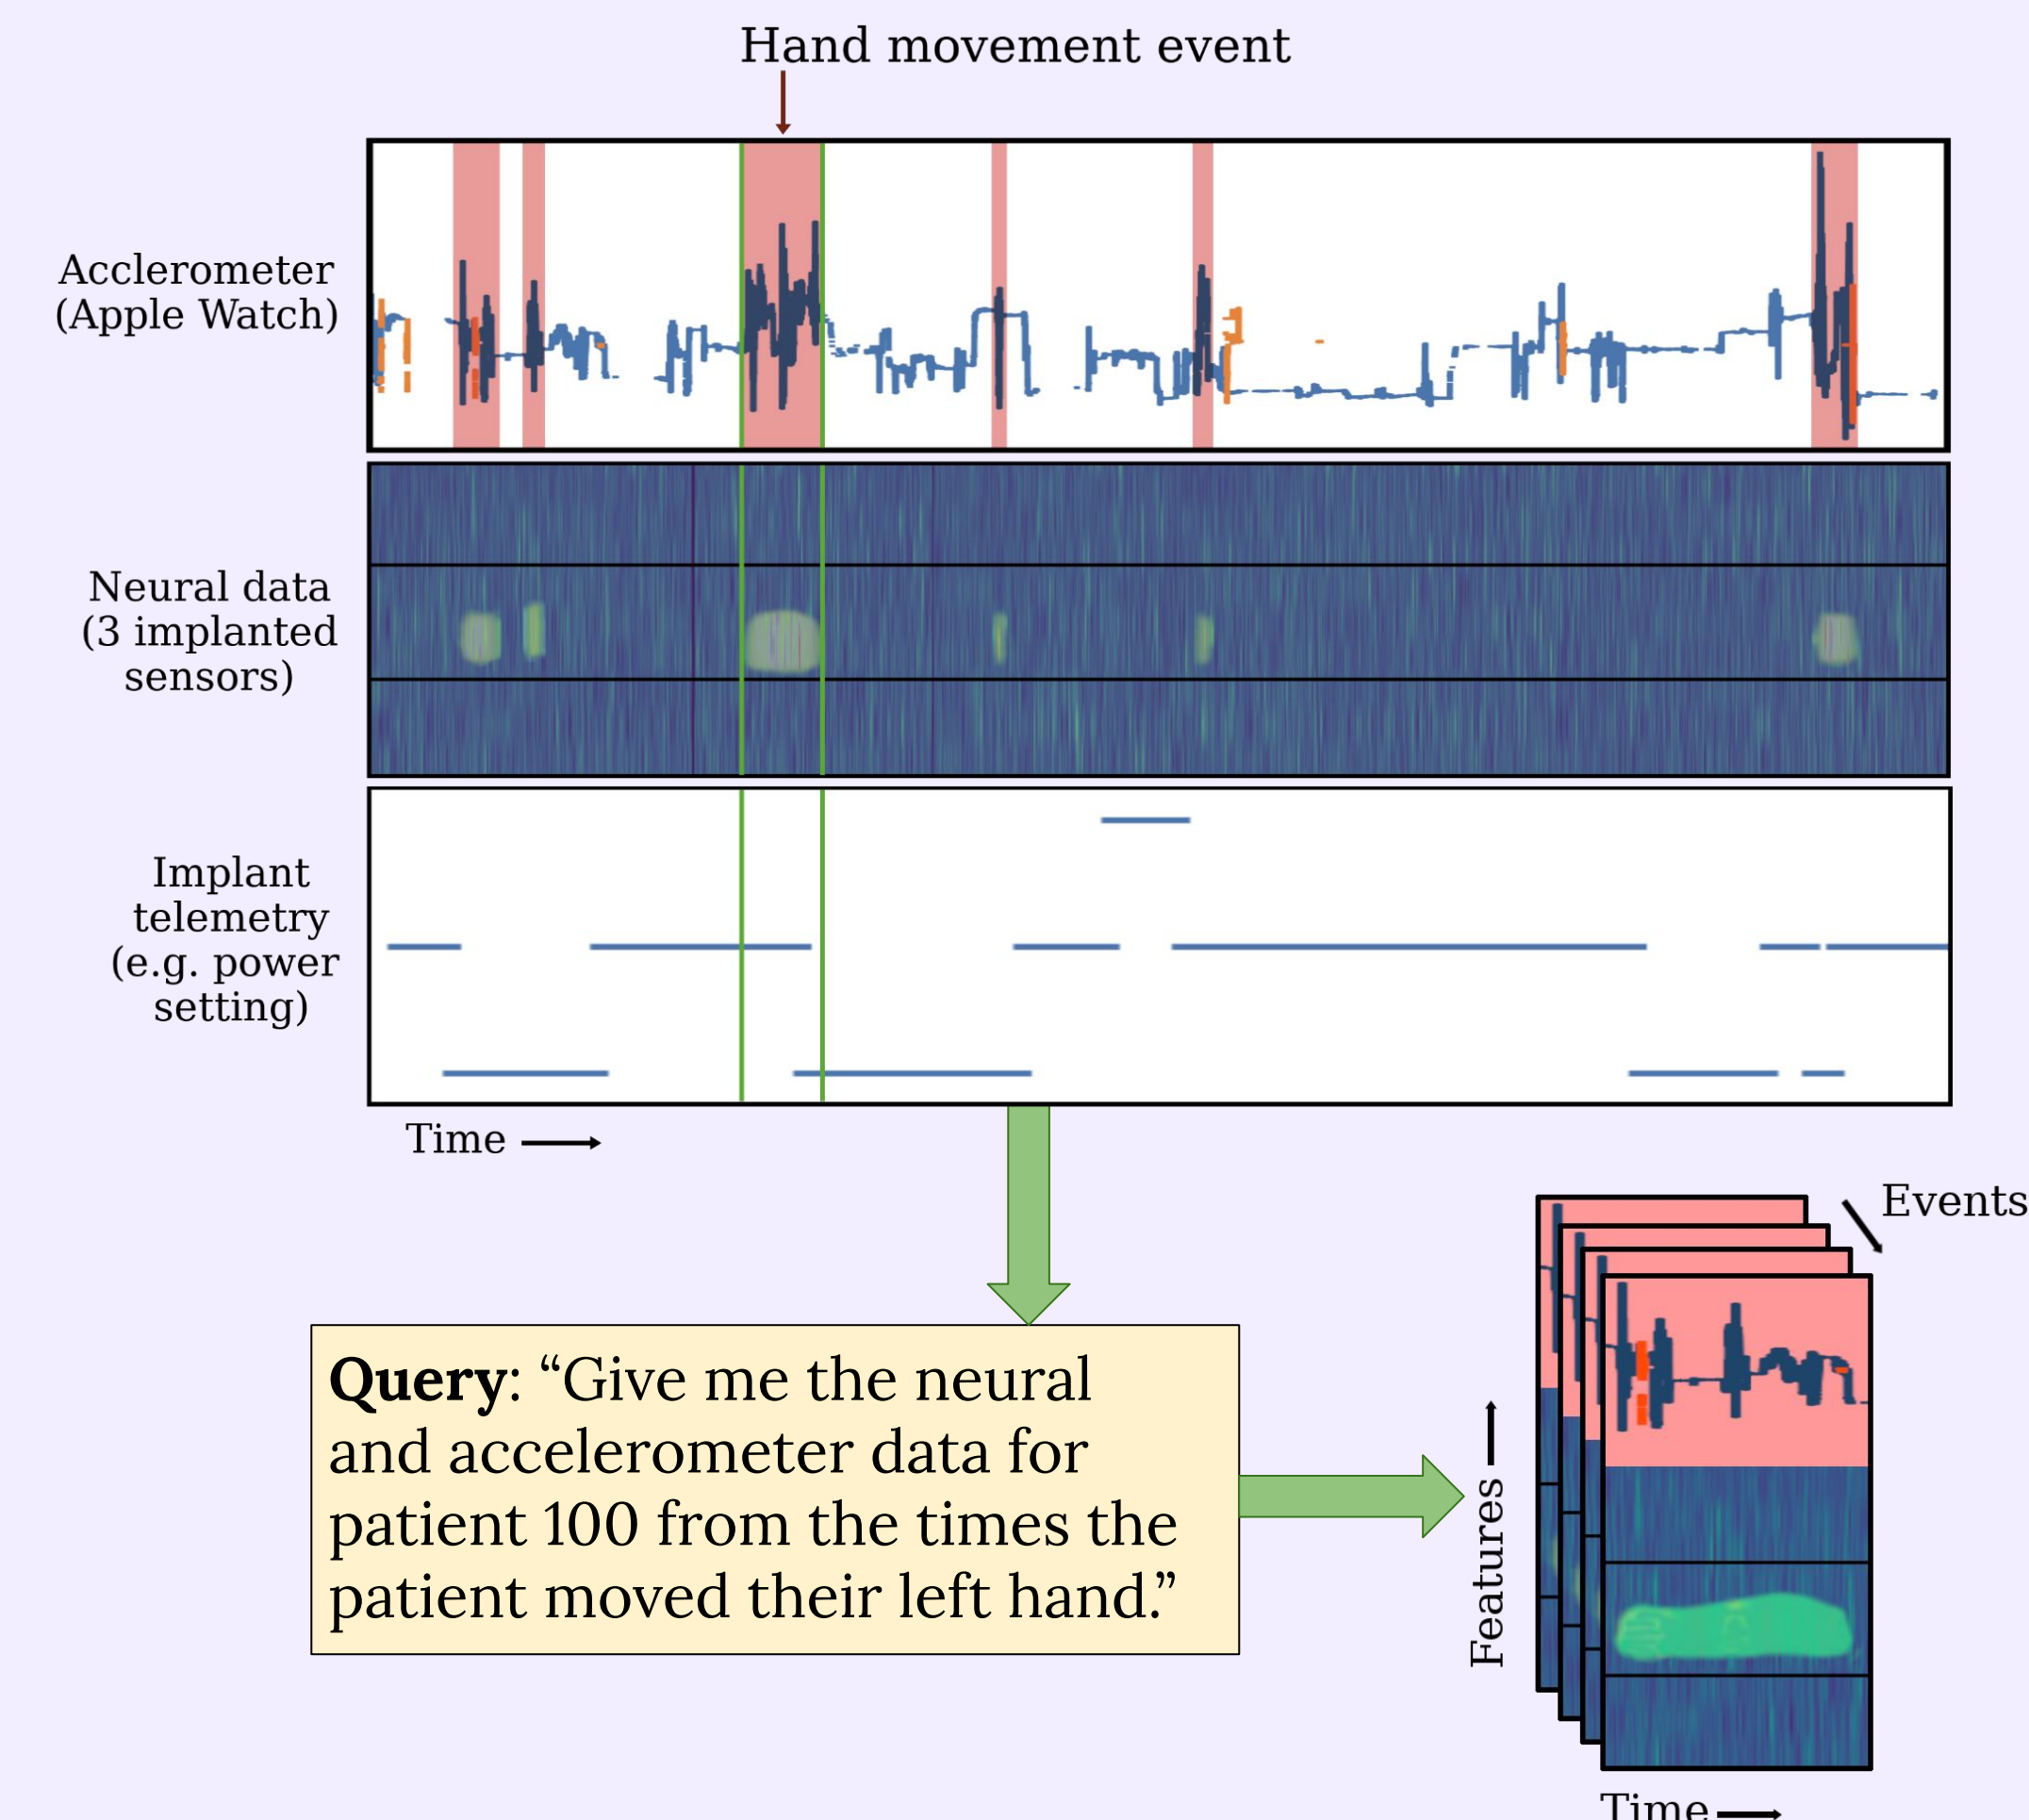 Hand movement event
Acclerometer
(Apple Watch)
Neural data
(3 implanted
sensors)
Implant
telemetry
(e.g. power
setting)
Time
Events
Query: “Give me the neural
and accelerometer data for
patient 100 from the times the
patient moved their left hand.”
Features
Time